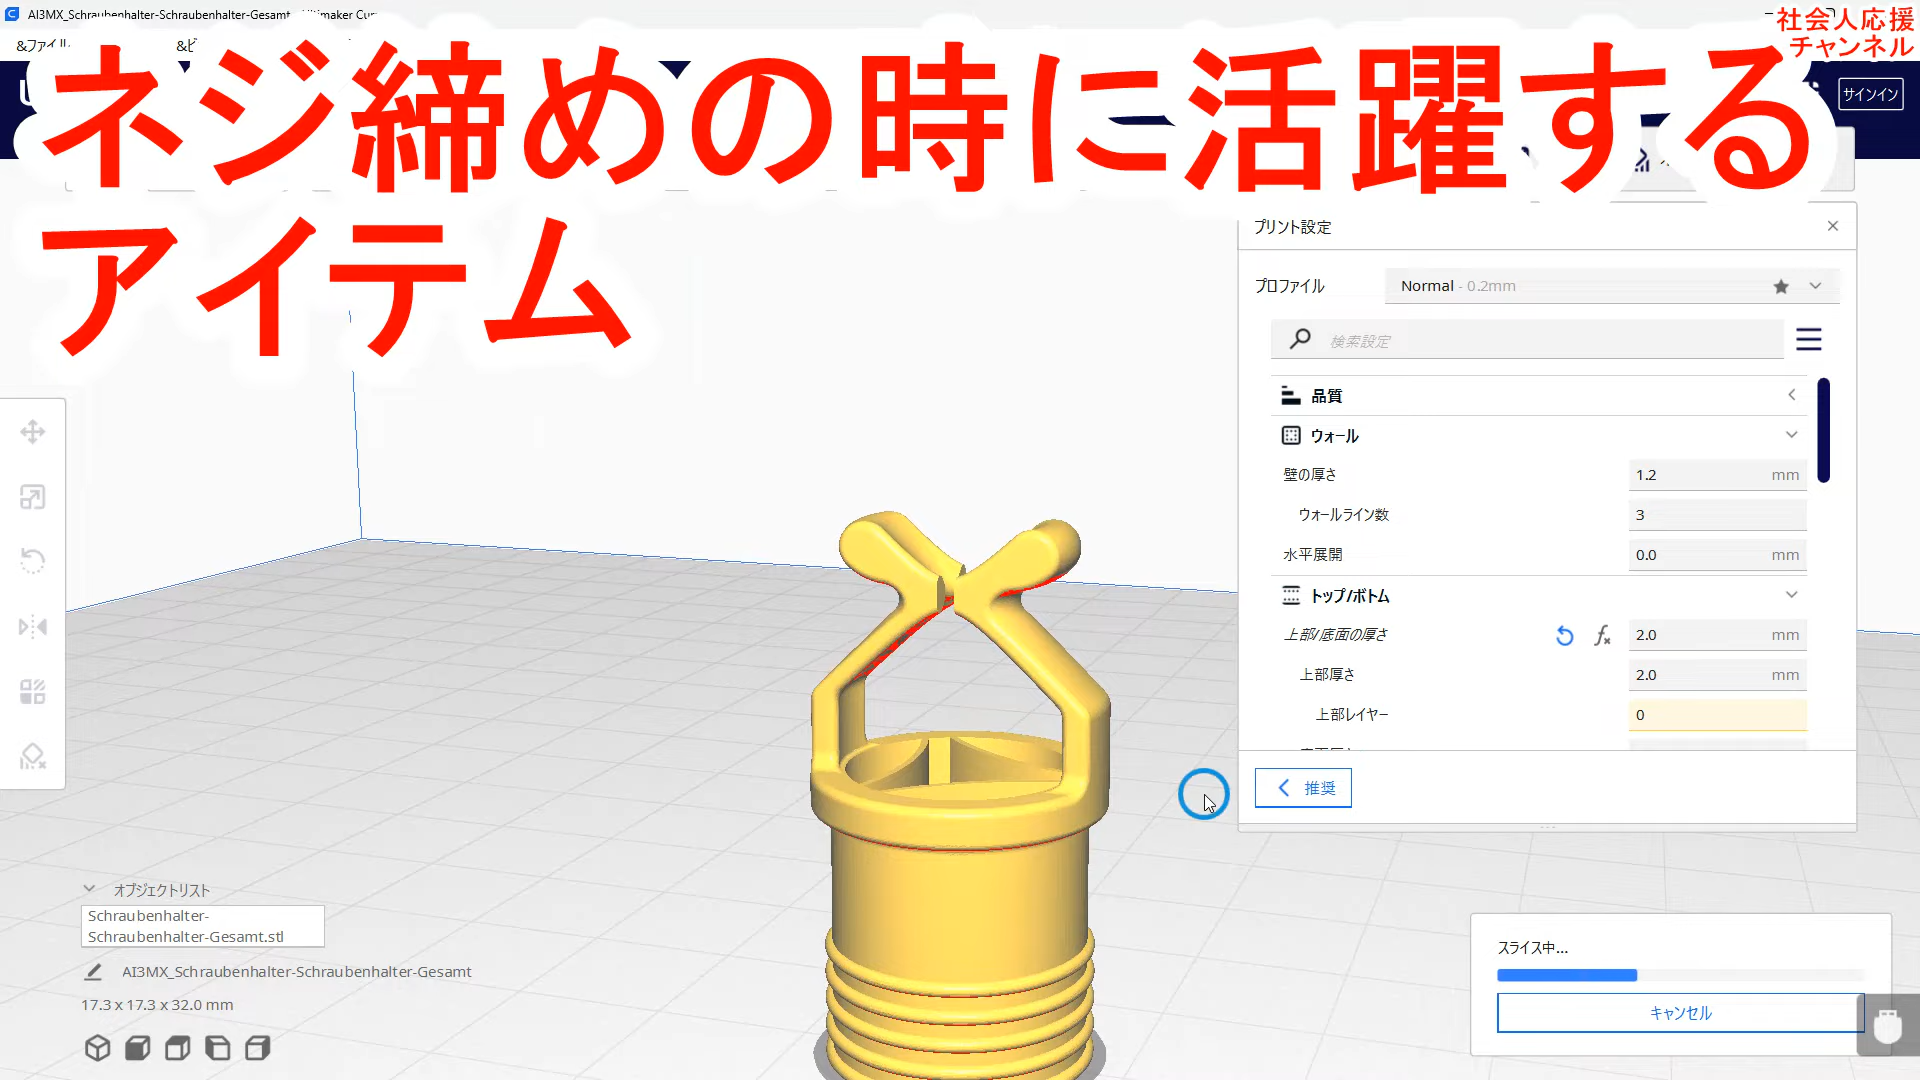 AI3MX_Schraubenhalter-Schraubenhalter-Gesamt
社会人応援
チャンネル
&ファイル
ネジ締めの時に活躍する
アイテム
サインイン
プリント設定
プロファイル
Normal - 0.2mm
検索設定
品質
ウォール
壁の厚さ
1.2 mm
ウォールライン数
3
水平展開
0.0 mm
トップ/ボトム
上部/底面の厚さ
2.0 mm
上部厚さ
2.0 mm
上部レイヤー
0
推奨
オブジェクトリスト
Schraubenhalter-
Schraubenhalter-Gesamt.stl
AI3MX_Schraubenhalter-Schraubenhalter-Gesamt
17.3 x 17.3 x 32.0 mm
スライス中...
キャンセル